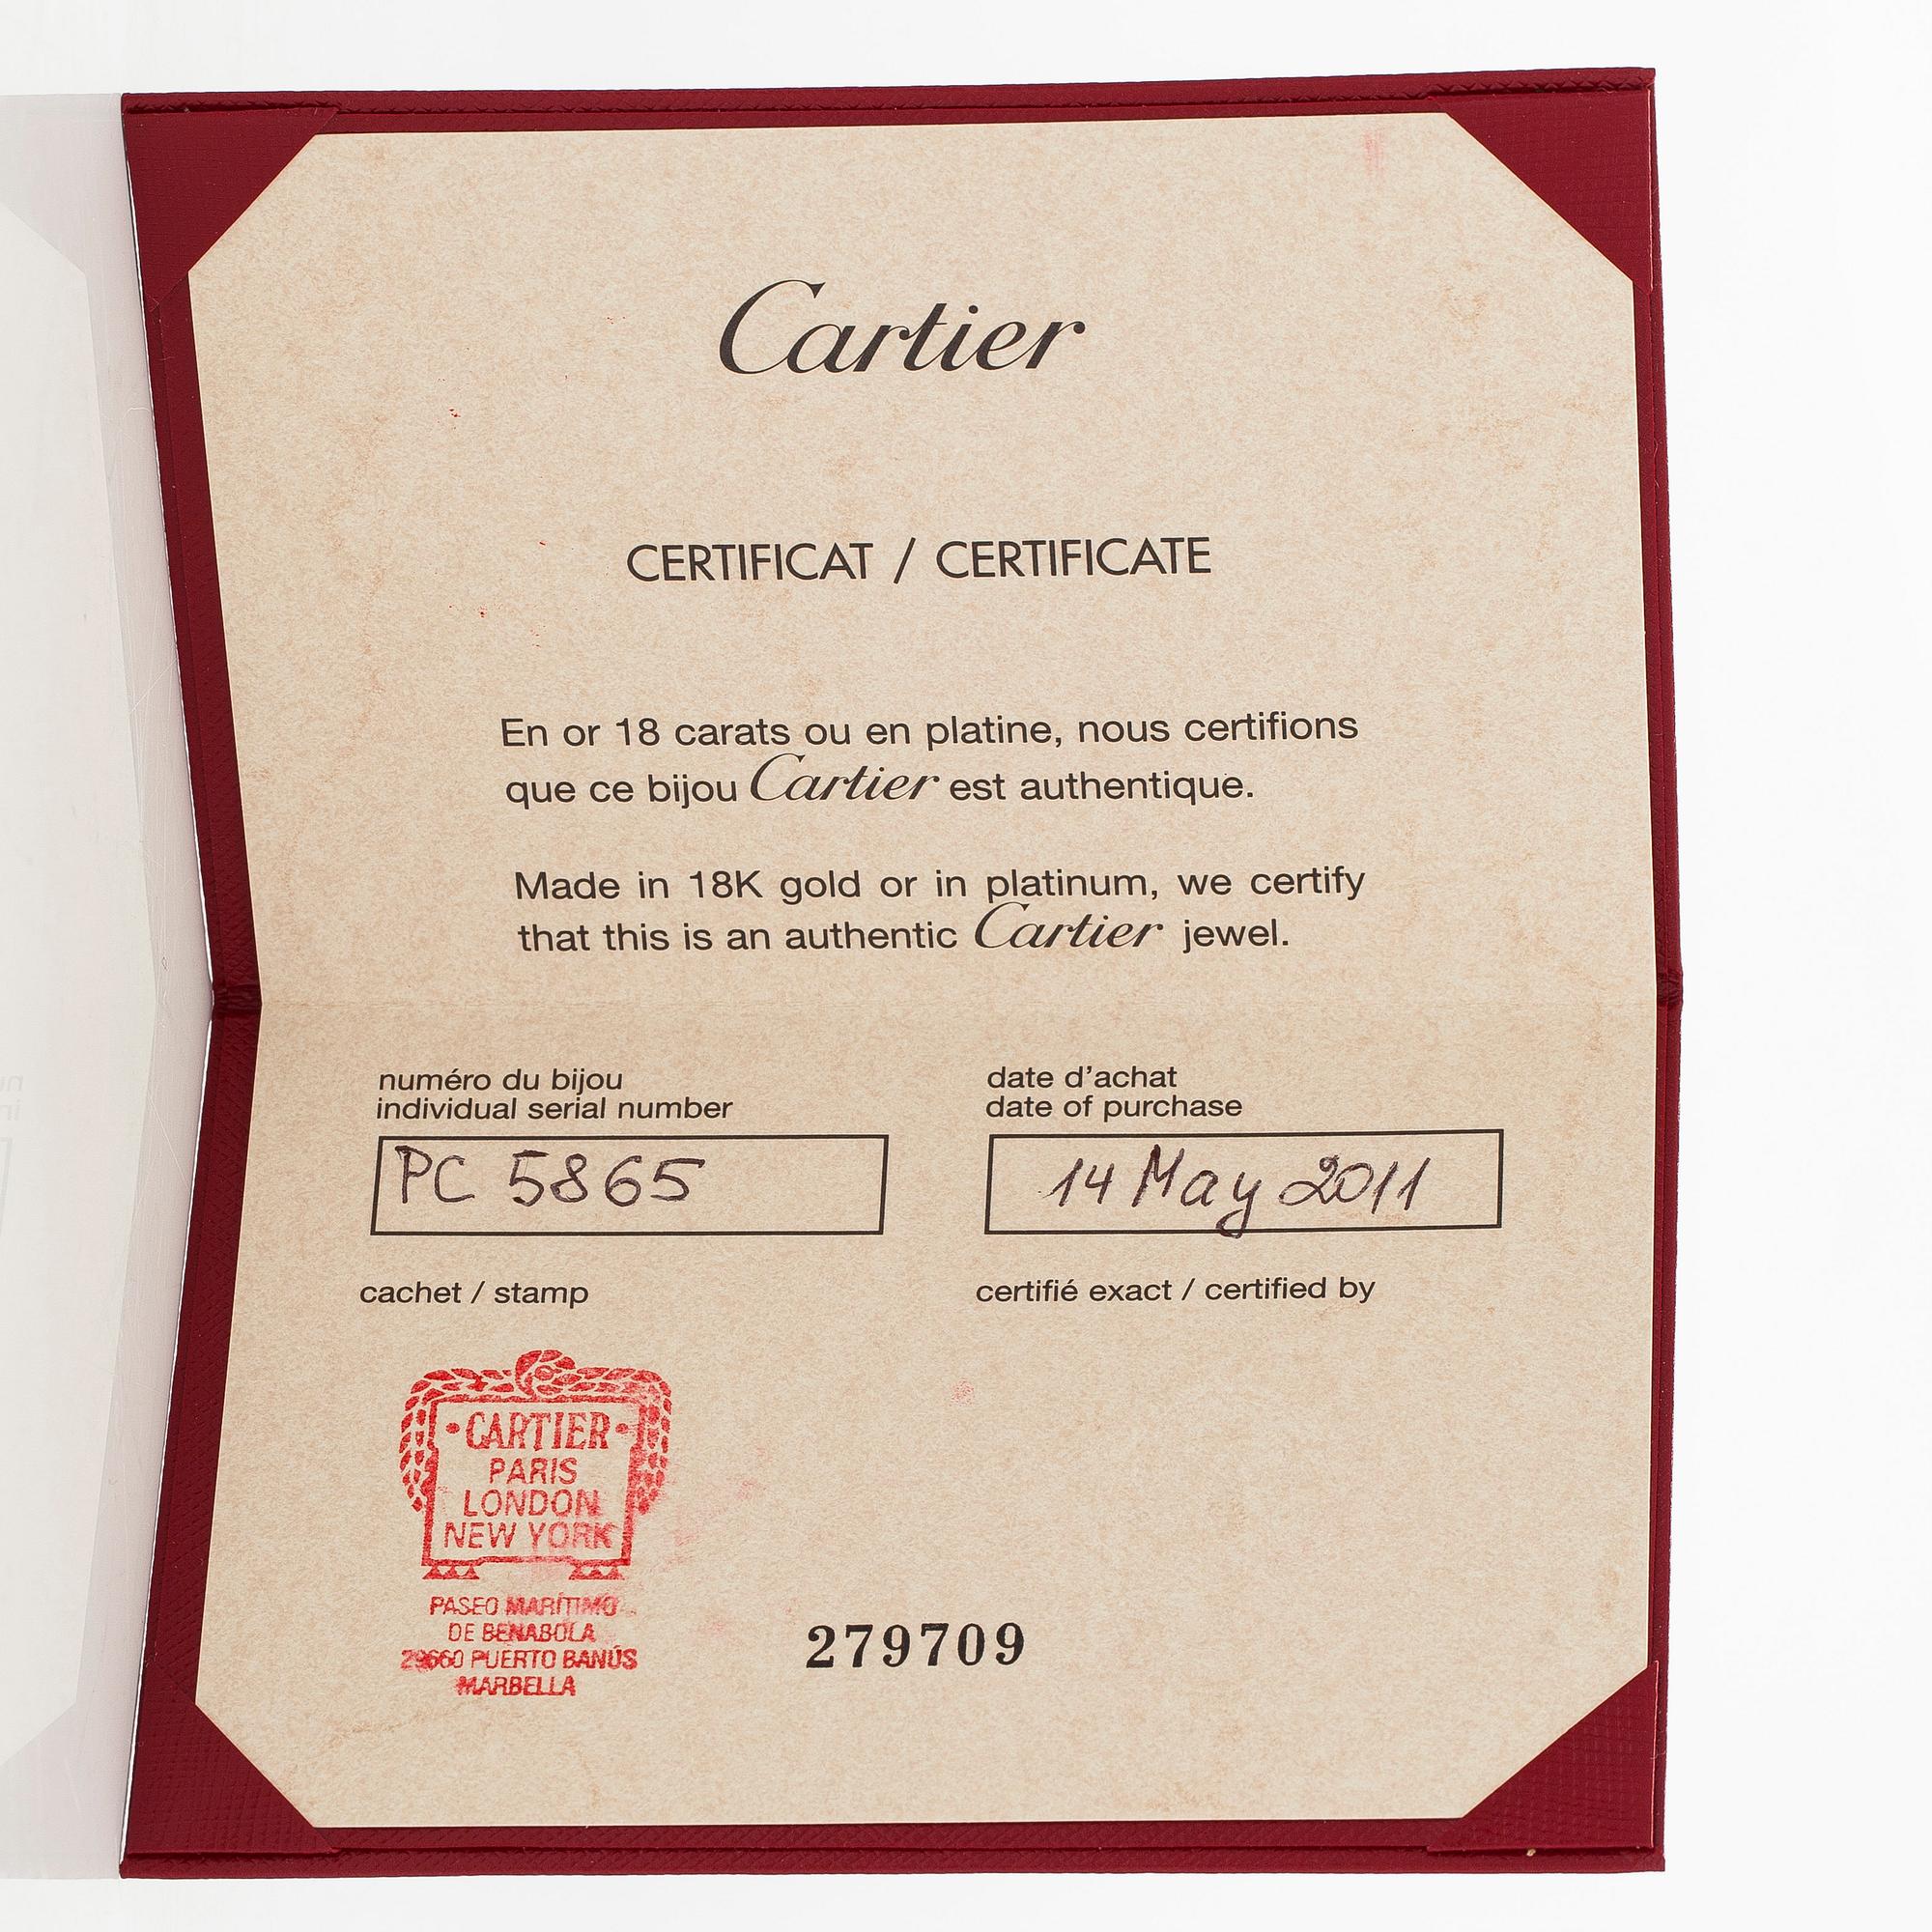 Cartier
CERTIFICAT / CERTIFICATE
En or 18 carats ou en platine, nous certifions
que ce bijou Cartier est authentique.
Made in 18K gold or in platinum, we certify
that this is an authentic Cartier jewel.
numéro du bijou
individual serial number
PC 5865
date d'achat
date of purchase
14 May 2011
cachet / stamp
certifié exact / certified by
·CARTIER·
PARIS
LONDON
NEW YORK
PASEO MARÍTIMO
DE BENABOLA
29660 PUERTO BANÚS
MARBELLA
279709